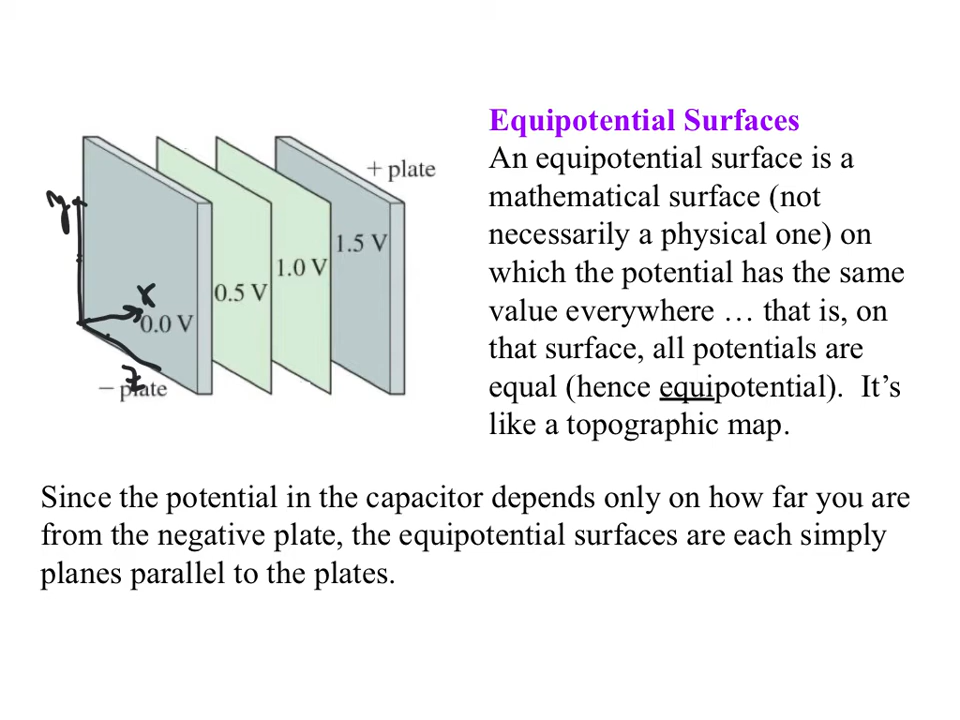 Equipotential Surfaces
An equipotential surface is a
mathematical surface (not
necessarily a physical one) on
which the potential has the same
value everywhere … that is, on
that surface, all potentials are
equal (hence equipotential).  It’s
like a topographic map.
+ plate
1.5 V
1.0 V
0.5 V
0.0 V
y
x
z
− plate
Since the potential in the capacitor depends only on how far you are
from the negative plate, the equipotential surfaces are each simply
planes parallel to the plates.